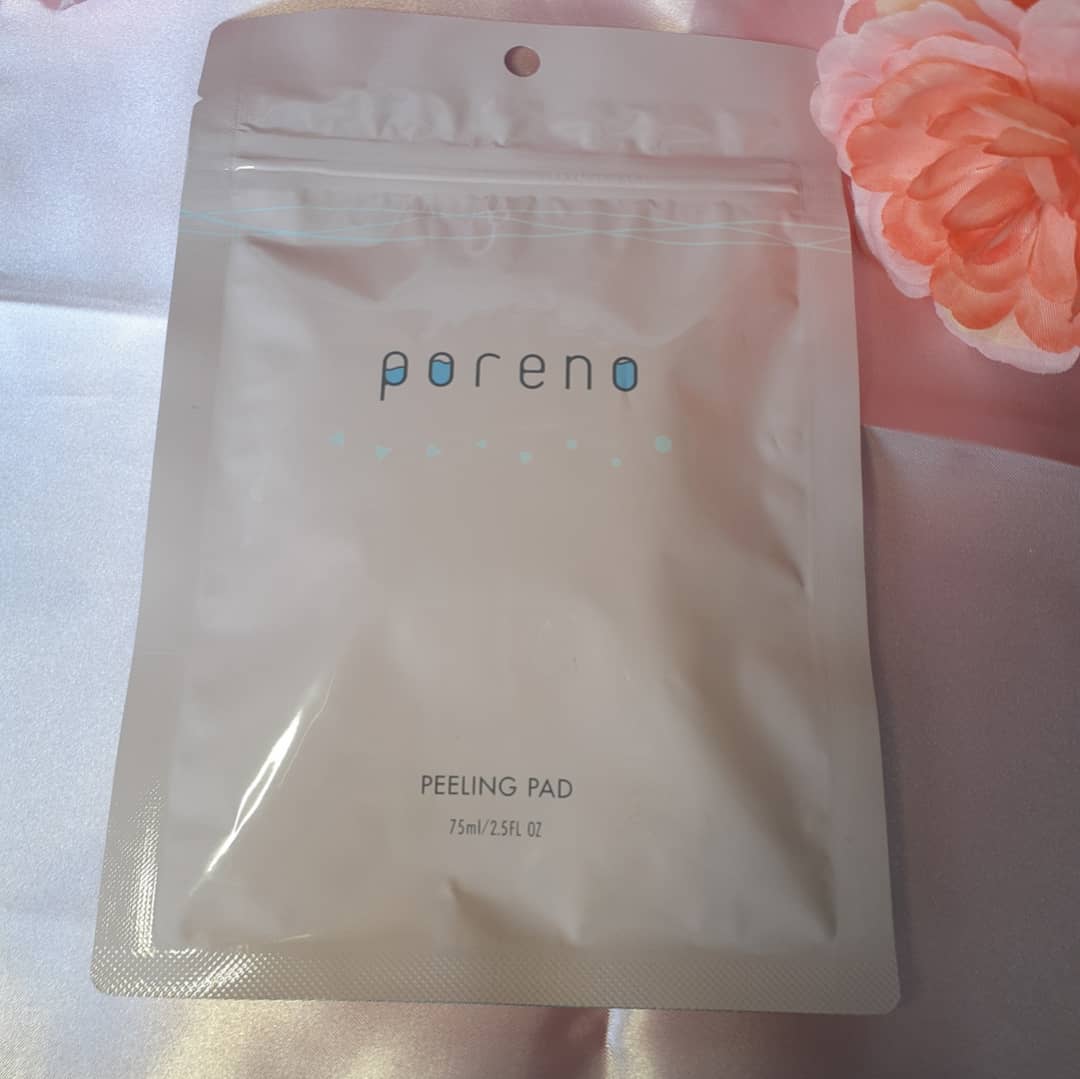 poreno
PEELING PAD
75ml/2.5FL OZ